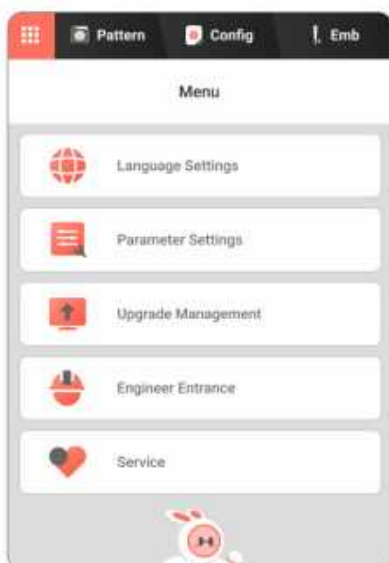 Pattern Config Emb
Menu
Language Settings
Parameter Settings
Upgrade Management
Engineer Entrance
Service